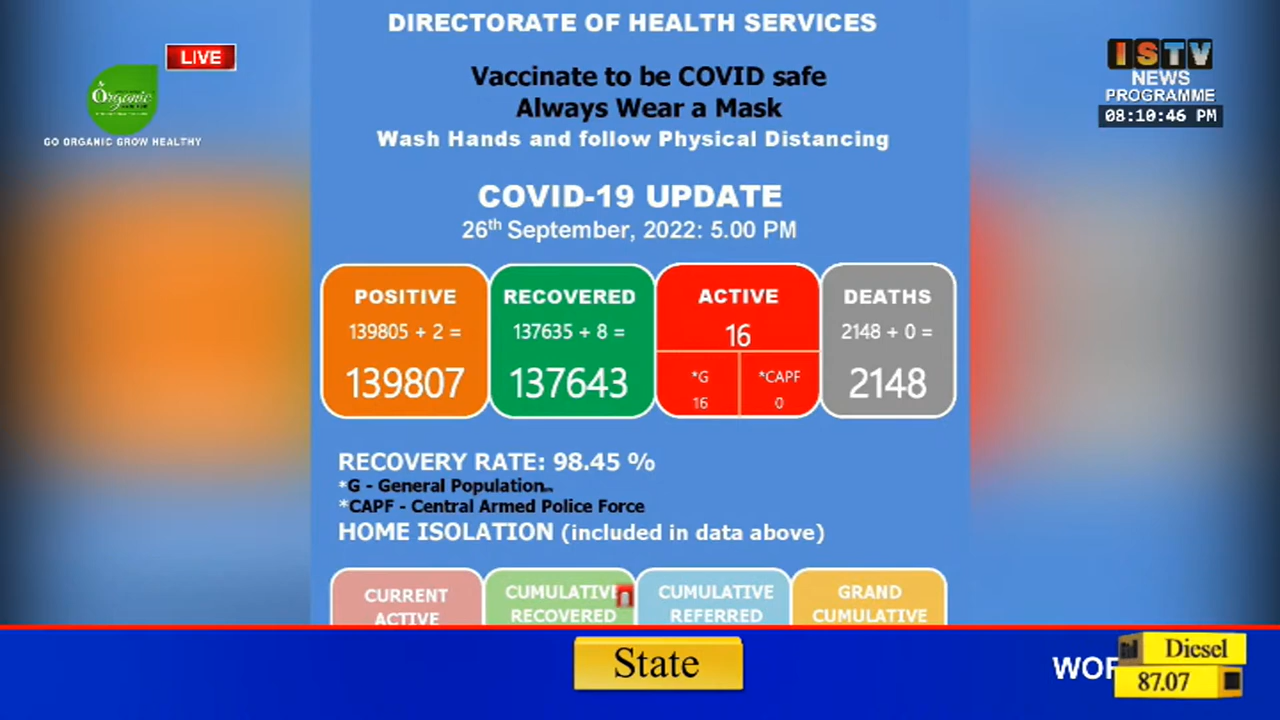 DIRECTORATE OF HEALTH SERVICES
Vaccinate to be COVID safe
Always Wear a Mask
Wash Hands and follow Physical Distancing
LIVE
Organic
GO ORGANIC GROW HEALTHY
ISTV
NEWS
PROGRAMME
08:10:46 PM
COVID-19 UPDATE
26th September, 2022: 5.00 PM
POSITIVE
139805 + 2 =
139807
RECOVERED
137635 + 8 =
137643
ACTIVE
16
*G
16
*CAPF
0
DEATHS
2148 + 0 =
2148
RECOVERY RATE: 98.45 %
*G - General Population
*CAPF - Central Armed Police Force
HOME ISOLATION (included in data above)
CURRENT
ACTIVE
CUMULATIVE
RECOVERED
CUMULATIVE
REFERRED
GRAND
CUMULATIVE
State
Diesel
87.07